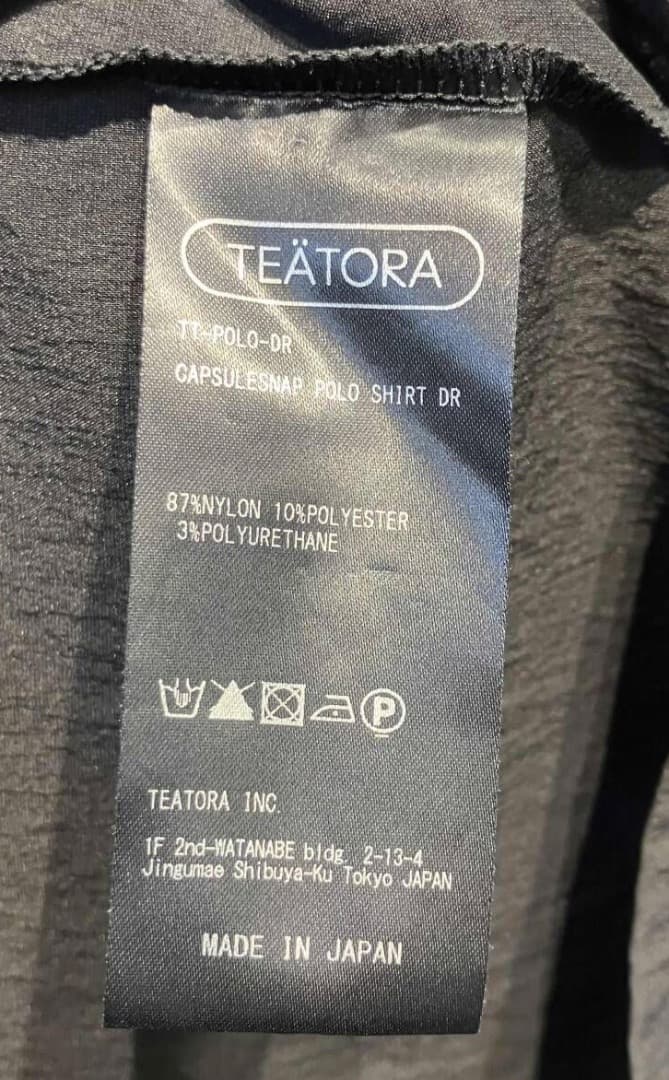 TEÄTORA
TT-POLO-DR
CAPSULESNAP POLO SHIRT DR
87%NYLON 10%POLYESTER
3%POLYURETHANE
P
TEATORA INC.
1F 2nd-WATANABE bldg. 2-13-4
Jingumae Shibuya-Ku Tokyo JAPAN
MADE IN JAPAN